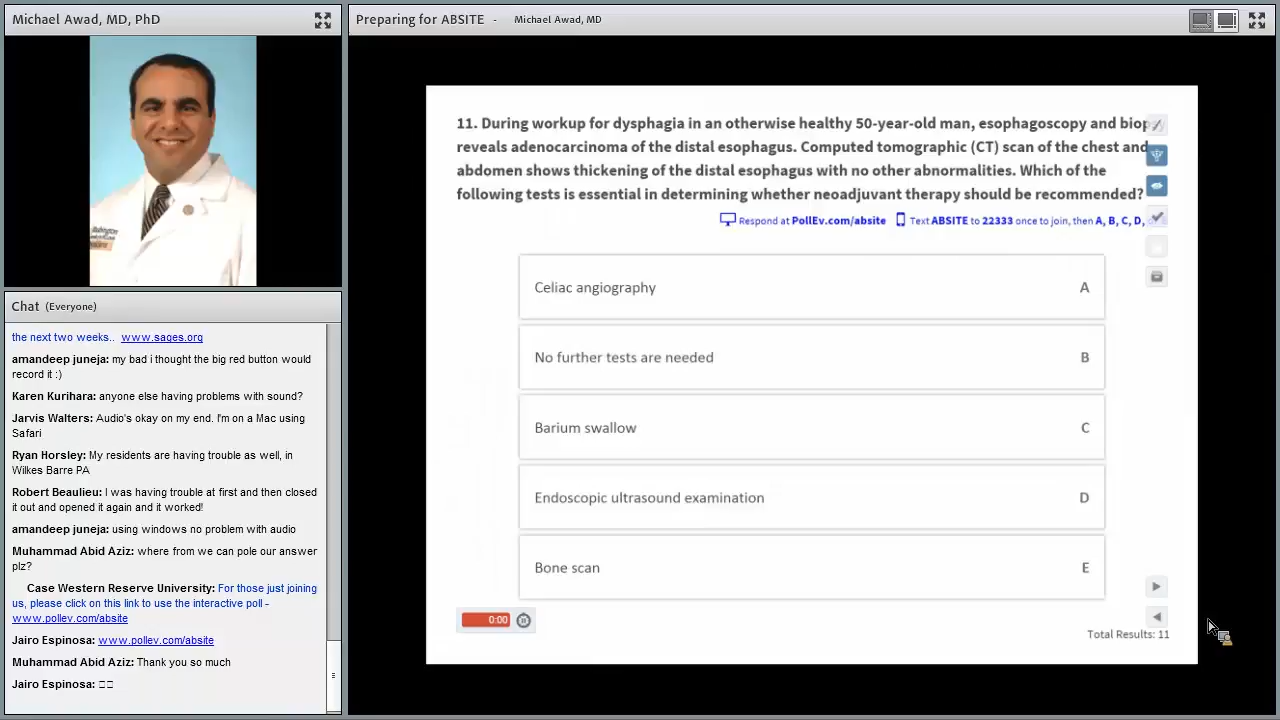 Michael Awad, MD, PhD
Chat (Everyone)
the next two weeks.. www.sages.org
amandeep juneja: my bad i thought the big red button would
record it :)
Karen Kurihara: anyone else having problems with sound?
Jarvis Walters: Audio's okay on my end. I'm on a Mac using
Safari
Ryan Horsley: My residents are having trouble as well, in
Wilkes Barre PA
Robert Beaulieu: I was having trouble at first and then closed
it out and opened it again and it worked!
amandeep juneja: using windows no problem with audio
Muhammad Abid Aziz: where from we can pole our answer
plz?
Case Western Reserve University: For those just joining
us, please click on this link to use the interactive poll -
www.pollev.com/absite
Jairo Espinosa: www.pollev.com/absite
Muhammad Abid Aziz: Thank you so much
Jairo Espinosa:
Preparing for ABSITE - Michael Awad, MD
11. During workup for dysphagia in an otherwise healthy 50-year-old man, esophagoscopy and biopsy
reveals adenocarcinoma of the distal esophagus. Computed tomographic (CT) scan of the chest and
abdomen shows thickening of the distal esophagus with no other abnormalities. Which of the
following tests is essential in determining whether neoadjuvant therapy should be recommended?
Respond at PollEv.com/absite Text ABSITE to 22333 once to join, then A, B, C, D,
Celiac angiography A
No further tests are needed B
Barium swallow C
Endoscopic ultrasound examination D
Bone scan E
0:00
Total Results: 11